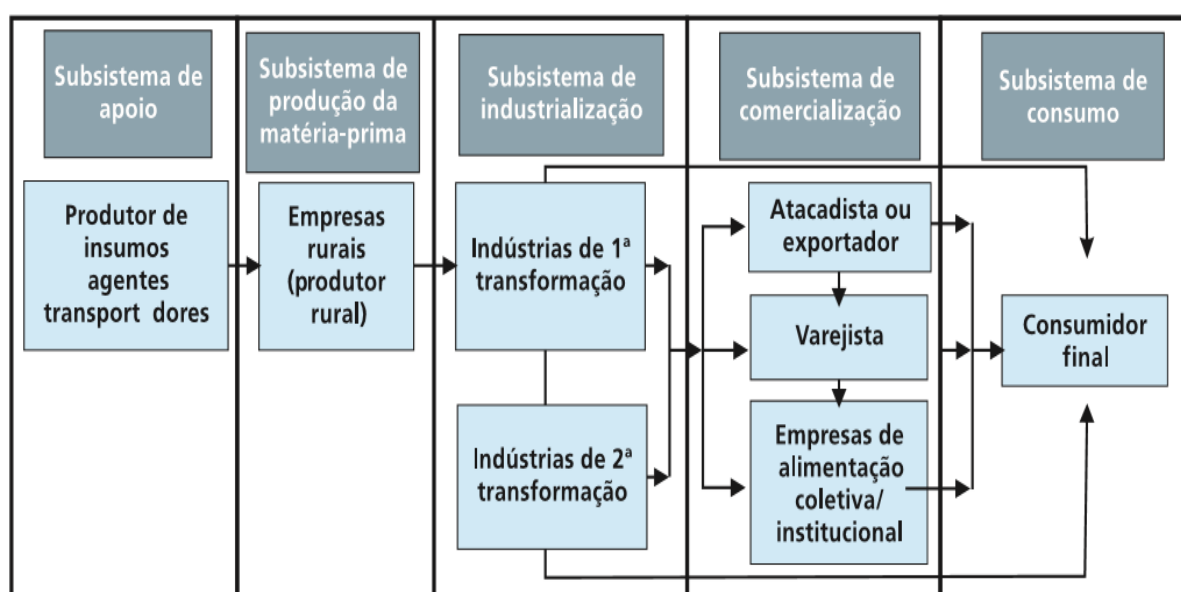 Subsistema de
apoio
Subsistema de
produção da
matéria-prima
Subsistema de
industrialização
Subsistema de
comercialização
Subsistema de
consumo
Produtor de
insumos
agentes
transport dores
Empresas
rurais
(produtor
rural)
Indústrias de 1ª
transformação
Indústrias de 2ª
transformação
Atacadista ou
exportador
Varejista
Empresas de
alimentação
coletiva/
institucional
Consumidor
final